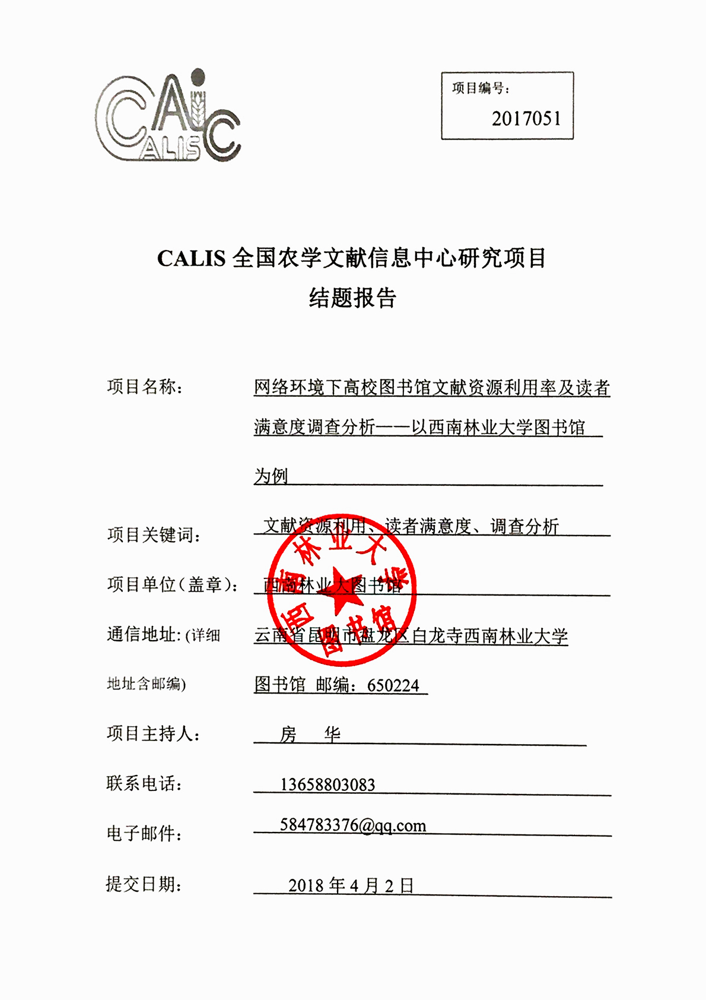 CAiC
CALIS
项目编号：
2017051
CALIS 全国农学文献信息中心研究项目
结题报告
项目名称： 网络环境下高校图书馆文献资源利用率及读者
满意度调查分析——以西南林业大学图书馆
为例
项目关键词： 文献资源利用、读者满意度、调查分析
项目单位（盖章）： 西南林业大图书馆
西南林业大学
图书馆
通信地址: (详细 云南省昆明市盘龙区白龙寺西南林业大学
地址含邮编) 图书馆 邮编：650224
项目主持人： 房 华
联系电话： 13658803083
电子邮件： 584783376@qq.com
提交日期： 2018 年 4 月 2 日